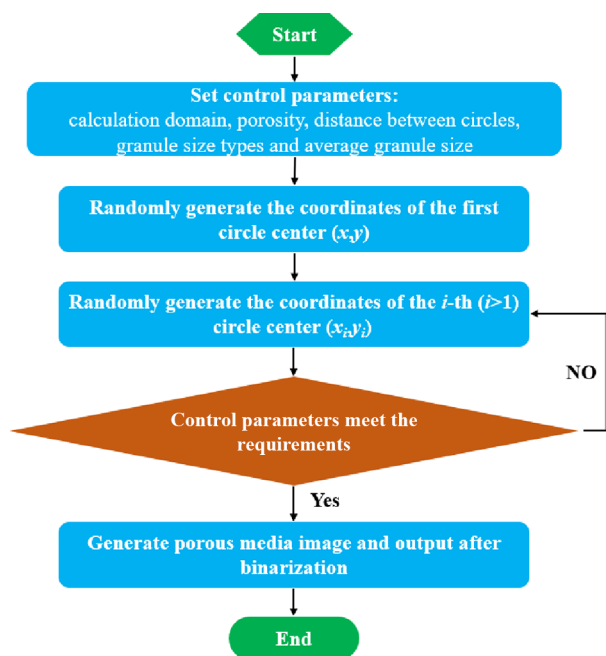 Start
Set control parameters:
calculation domain, porosity, distance between circles,
granule size types and average granule size
Randomly generate the coordinates of the first
circle center (x,y)
Randomly generate the coordinates of the i-th (i>1)
circle center (xᵢ,yᵢ)
NO
Control parameters meet the
requirements
Yes
Generate porous media image and output after
binarization
End